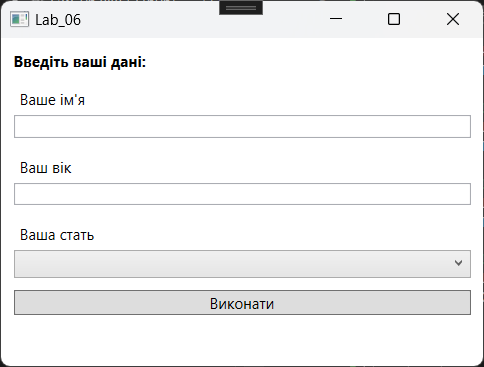 Lab_06
Введіть ваші дані:
Ваше ім'я
Ваш вік
Ваша стать
Виконати